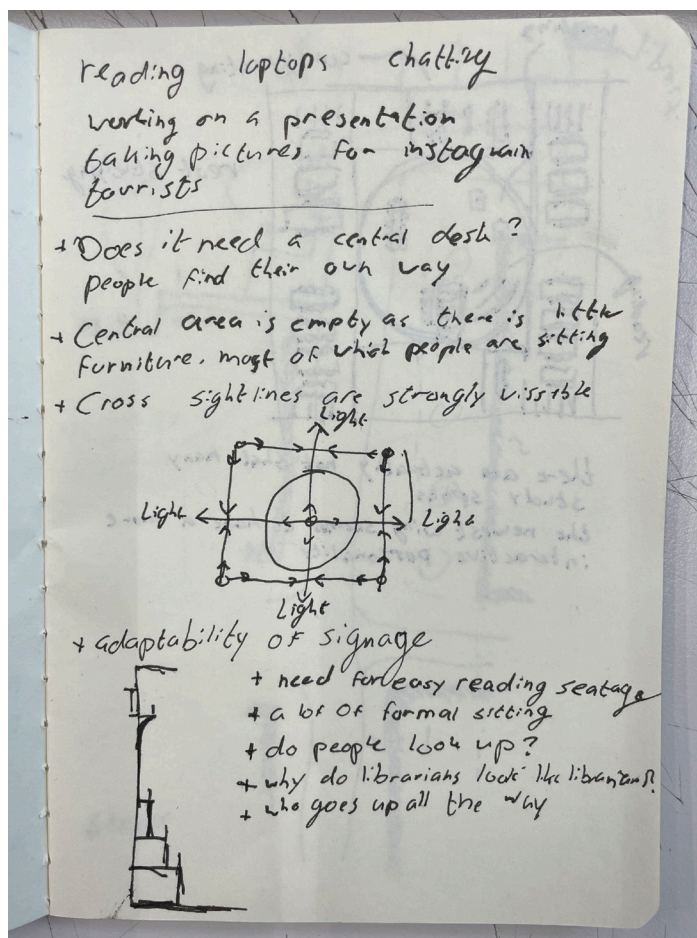 reading laptops chatting
working on a presentation
taking pictures for instagram
tourists
+ Does it need a central desk?
people find their own way
+ Central area is empty as there is little
furniture. most of which people are sitting
+ Cross sightlines are strongly vissible
Light
Light Light
Light
+ adaptability of signage
+ need for easy reading seatage
+ a lot of formal sitting
+ do people look up?
+ why do librarians look like librarians?
+ who goes up all the way